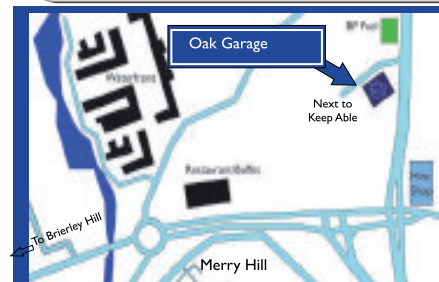 Oak Garage
BP Fuel
Waterfront
Next to
Keep Able
Restaurant/Buffet
Hire
Shop
To Brierley Hill
Merry Hill